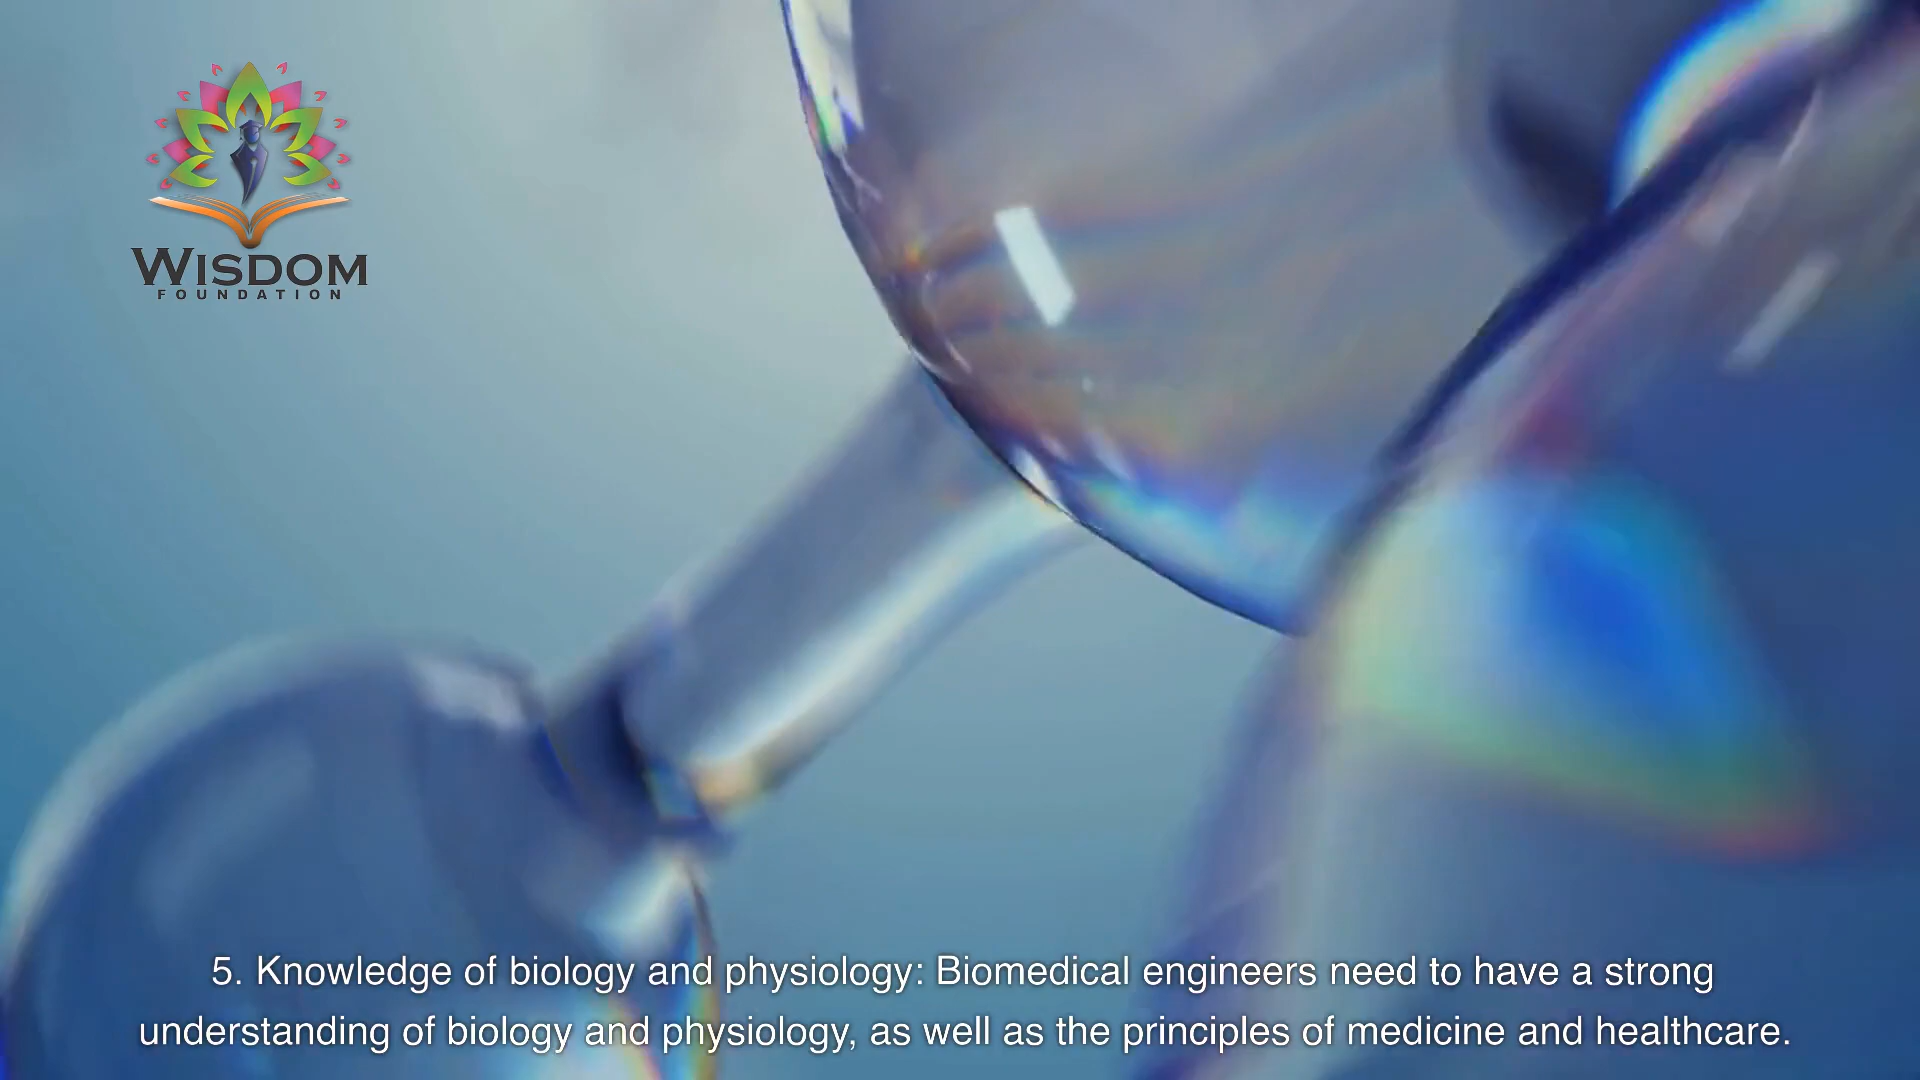 WISDOM
FOUNDATION
5. Knowledge of biology and physiology: Biomedical engineers need to have a strong
understanding of biology and physiology, as well as the principles of medicine and healthcare.